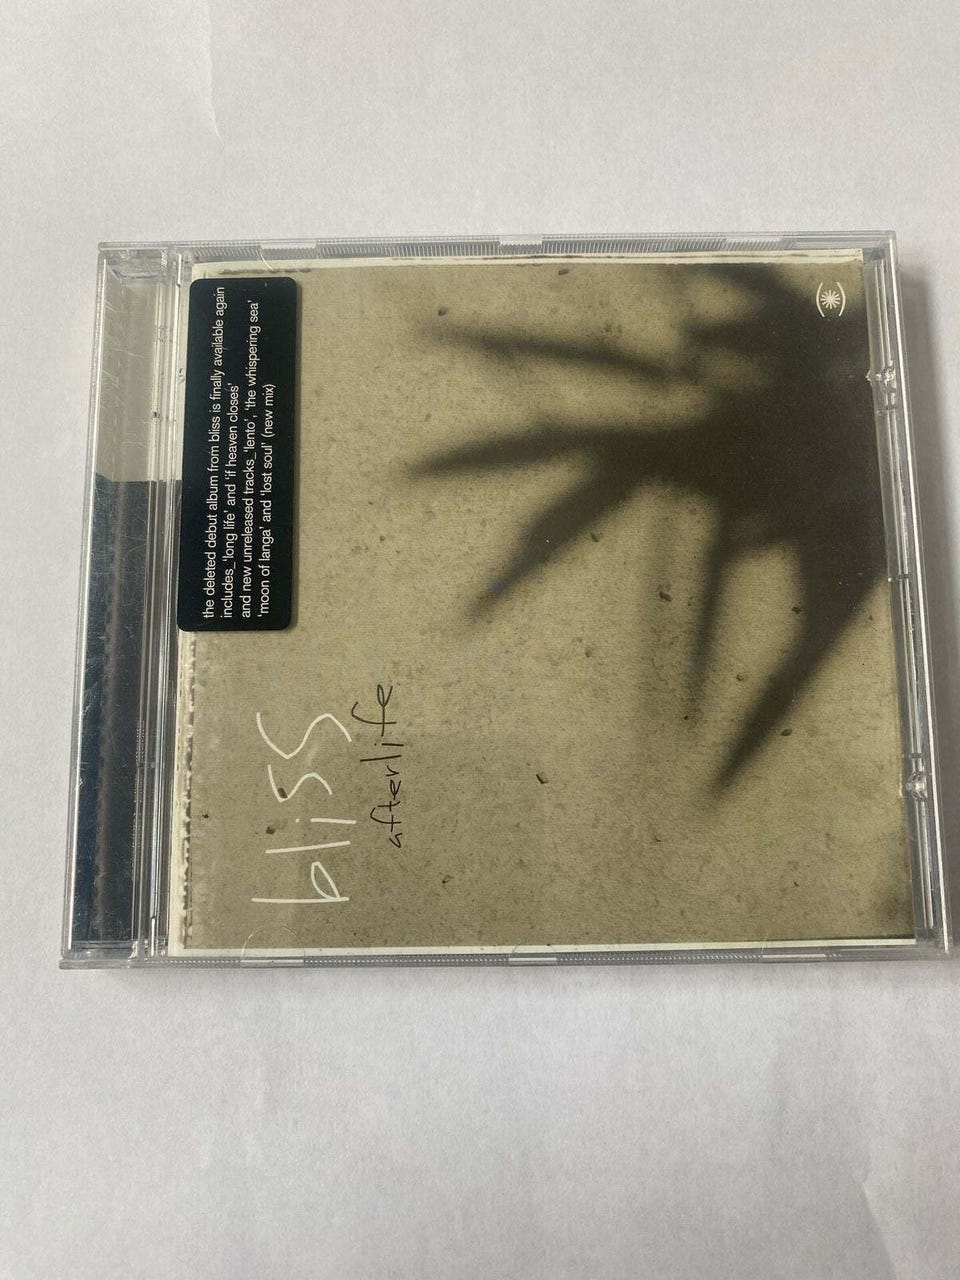 the deleted debut album from bliss is finally available again
includes_'long life' and 'if heaven closes'
and new unreleased tracks_'lento', 'the whispering sea'
'moon of langa' and 'lost soul' (new mix)
bliss
afterlife